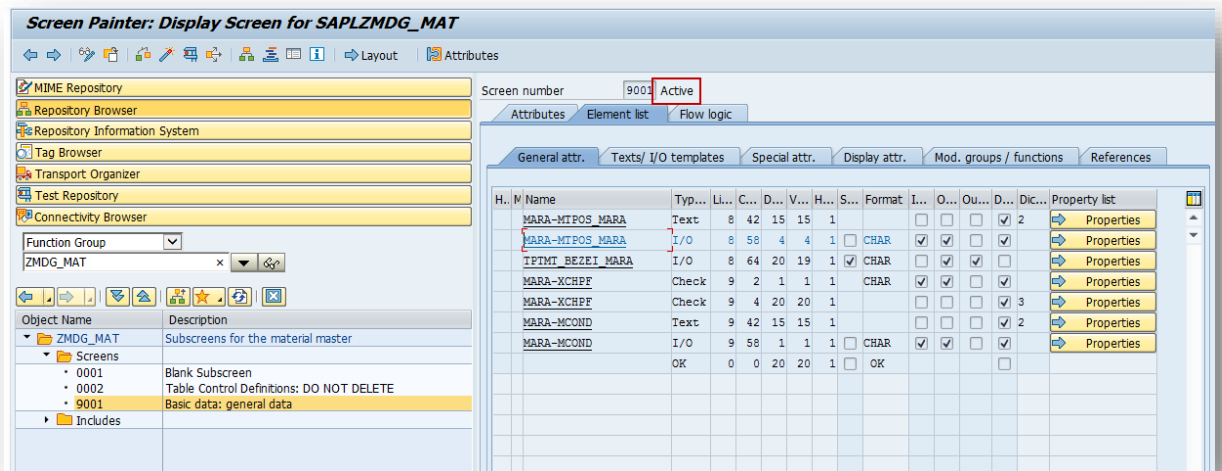 Screen Painter: Display Screen for SAPLZMDG_MAT
Layout Attributes
MIME Repository
Repository Browser
Repository Information System
Tag Browser
Transport Organizer
Test Repository
Connectivity Browser
Function Group
ZMDG_MAT
Object Name Description
ZMDG_MAT Subscreens for the material master
Screens
0001 Blank Subscreen
0002 Table Control Definitions: DO NOT DELETE
9001 Basic data: general data
Includes
Screen number 9001 Active
Attributes Element list Flow logic
General attr. Texts/ I/O templates Special attr. Display attr. Mod. groups / functions References
H.. M Name Typ... Li... C... D... V... H... S... Format I... O... Ou... D... Dic... Property list
MARA-MTPOS_MARA Text 8 42 15 15 1 2 Properties
MARA-MTPOS_MARA I/O 8 58 4 4 1 CHAR Properties
TPTMT_BEZEI_MARA I/O 8 64 20 19 1 CHAR Properties
MARA-XCHPF Check 9 2 1 1 1 CHAR Properties
MARA-XCHPF Check 9 4 20 20 1 3 Properties
MARA-MCOND Text 9 42 15 15 1 2 Properties
MARA-MCOND I/O 9 58 1 1 1 CHAR Properties
OK 0 0 20 20 1 OK